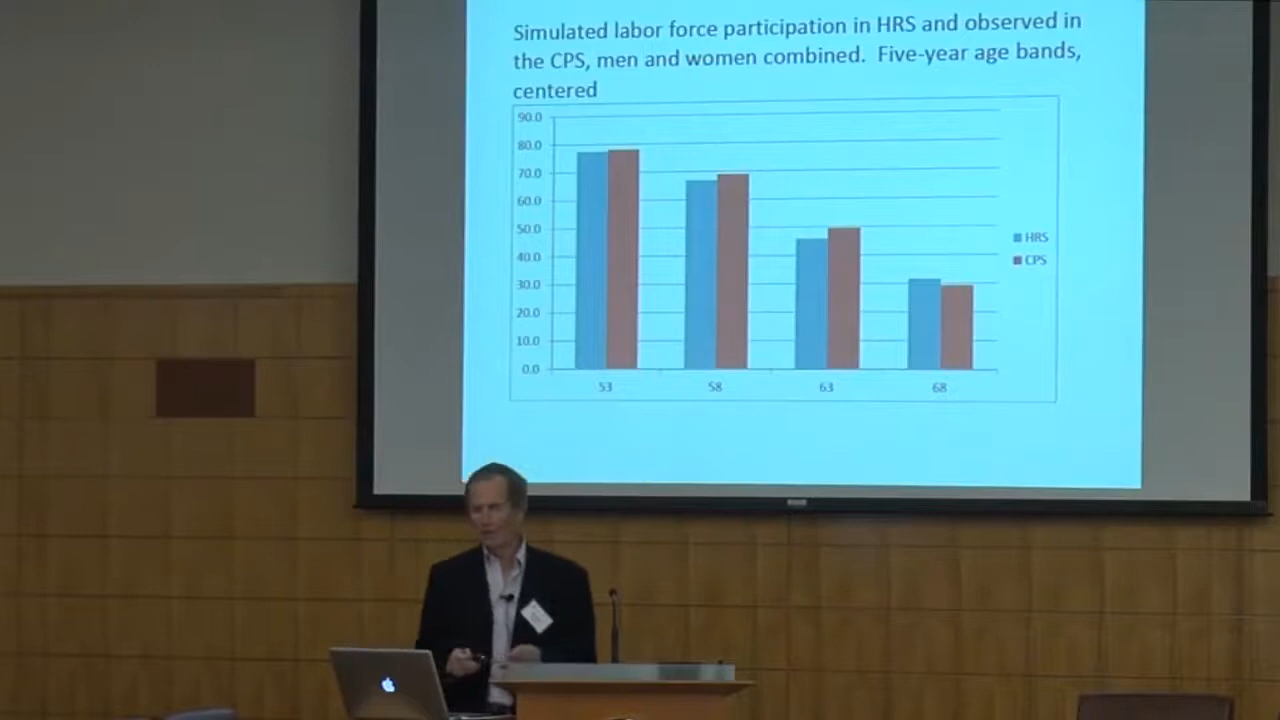 Simulated labor force participation in HRS and observed in
the CPS, men and women combined. Five-year age bands,
centered
90.0
80.0
70.0
60.0
50.0
40.0
30.0
20.0
10.0
0.0
53
58
63
68
HRS
CPS